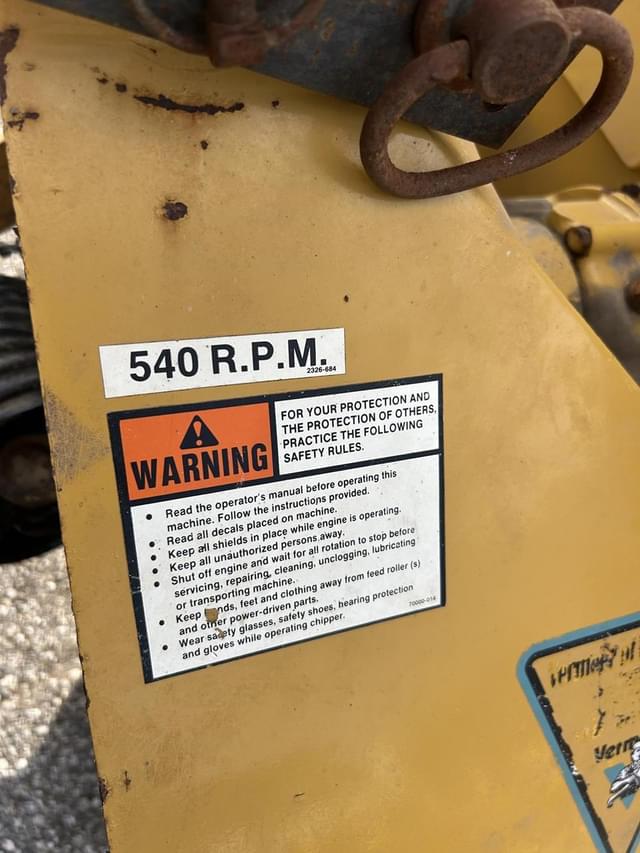 540 R.P.M.
2326-684
WARNING
FOR YOUR PROTECTION AND
THE PROTECTION OF OTHERS,
PRACTICE THE FOLLOWING
SAFETY RULES.
• Read the operator's manual before operating this
machine. Follow the instructions provided.
• Read all decals placed on machine.
• Keep all shields in place while engine is operating.
• Keep all unauthorized persons away.
• Shut off engine and wait for all rotation to stop before
servicing, repairing, cleaning, unclogging, lubricating
or transporting machine.
• Keep hands, feet and clothing away from feed roller (s)
and other power-driven parts.
• Wear safety glasses, safety shoes, hearing protection
and gloves while operating chipper.
70000-014
Vermeer of
Verm